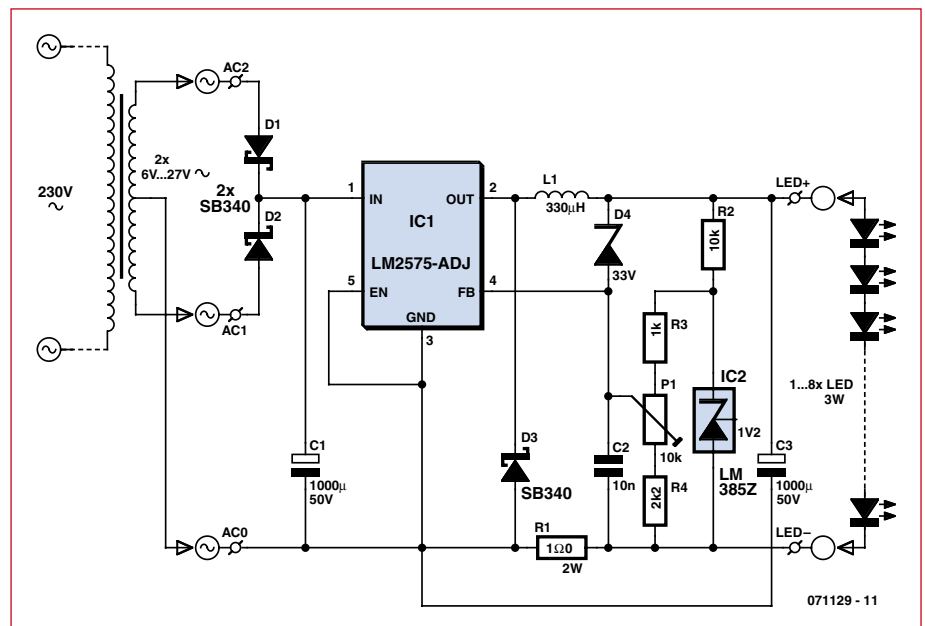 230V
∼
2x
6V...27V ∼
AC2
D1
2x
SB340
D2
AC1
AC0
C1
1000µ
50V
1
IN
OUT
2
IC1
LM2575-ADJ
5
EN
FB
4
GND
3
L1
330µH
D4
33V
R2
10k
R3
1k
P1
10k
R4
2k2
IC2
1V2
LM
385Z
C2
10n
D3
SB340
R1
1Ω0
2W
C3
1000µ
50V
LED+
1...8x LED
3W
LED–
071129 - 11